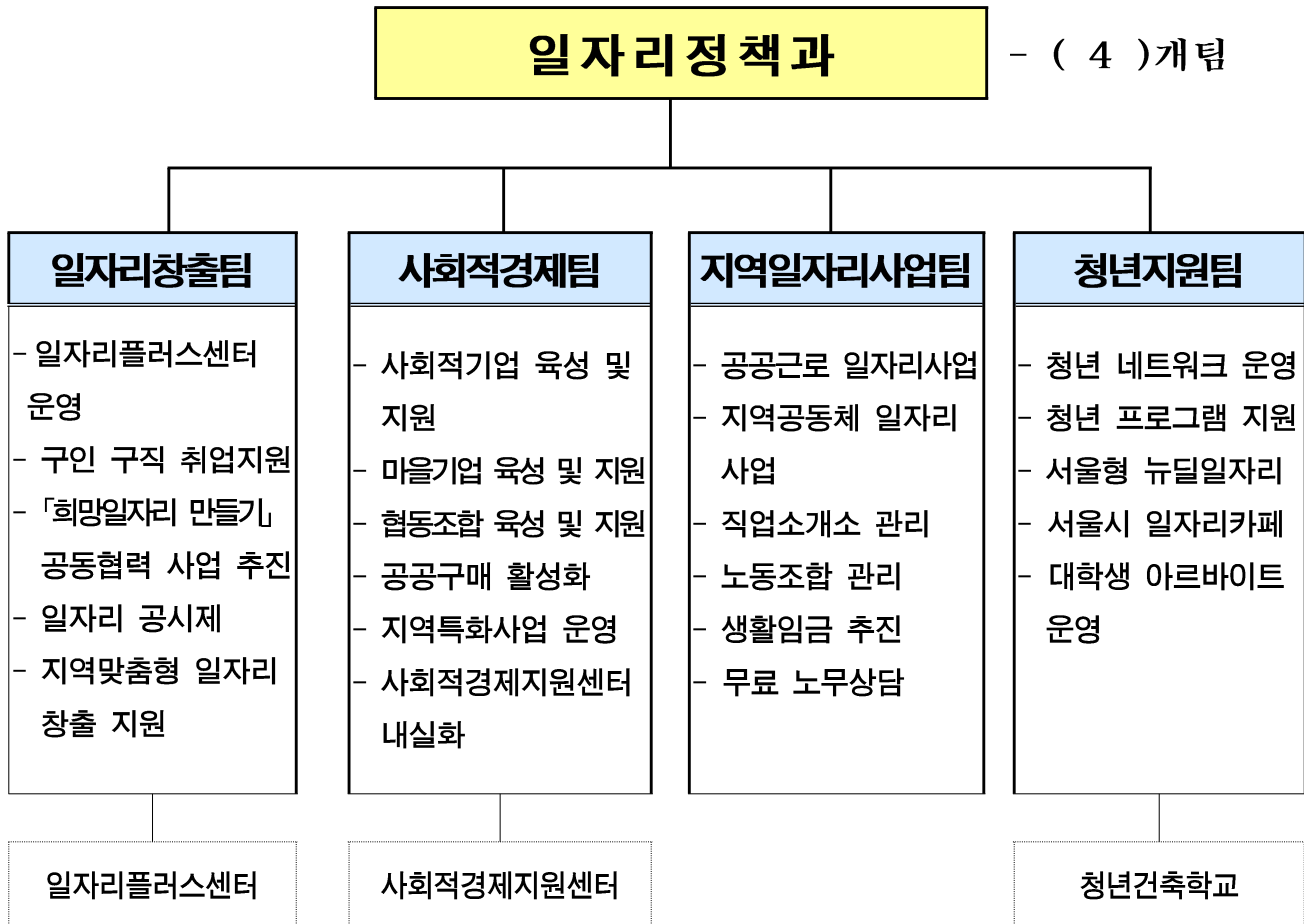 일자리정책과
- ( 4 )개팀
일자리창출팀
- 일자리플러스센터
운영
- 구인 구직 취업지원
- 「희망일자리 만들기」
공동협력 사업 추진
- 일자리 공시제
- 지역맞춤형 일자리
창출 지원
일자리플러스센터
사회적경제팀
- 사회적기업 육성 및
지원
- 마을기업 육성 및 지원
- 협동조합 육성 및 지원
- 공공구매 활성화
- 지역특화사업 운영
- 사회적경제지원센터
내실화
사회적경제지원센터
지역일자리사업팀
- 공공근로 일자리사업
- 지역공동체 일자리
사업
- 직업소개소 관리
- 노동조합 관리
- 생활임금 추진
- 무료 노무상담
청년지원팀
- 청년 네트워크 운영
- 청년 프로그램 지원
- 서울형 뉴딜일자리
- 서울시 일자리카페
- 대학생 아르바이트
운영
청년건축학교